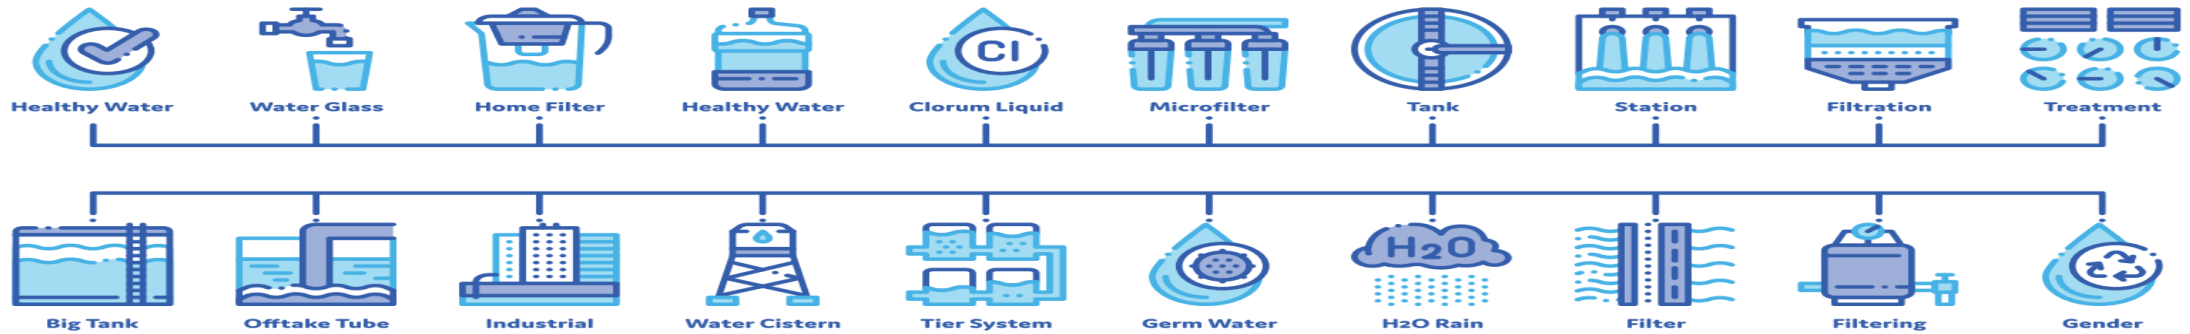 Cl
Healthy Water
Water Glass
Home Filter
Healthy Water
Clorum Liquid
Microfilter
Tank
Station
Filtration
Treatment
H2O
Big Tank
Offtake Tube
Industrial
Water Cistern
Tier System
Germ Water
H2O Rain
Filter
Filtering
Gender